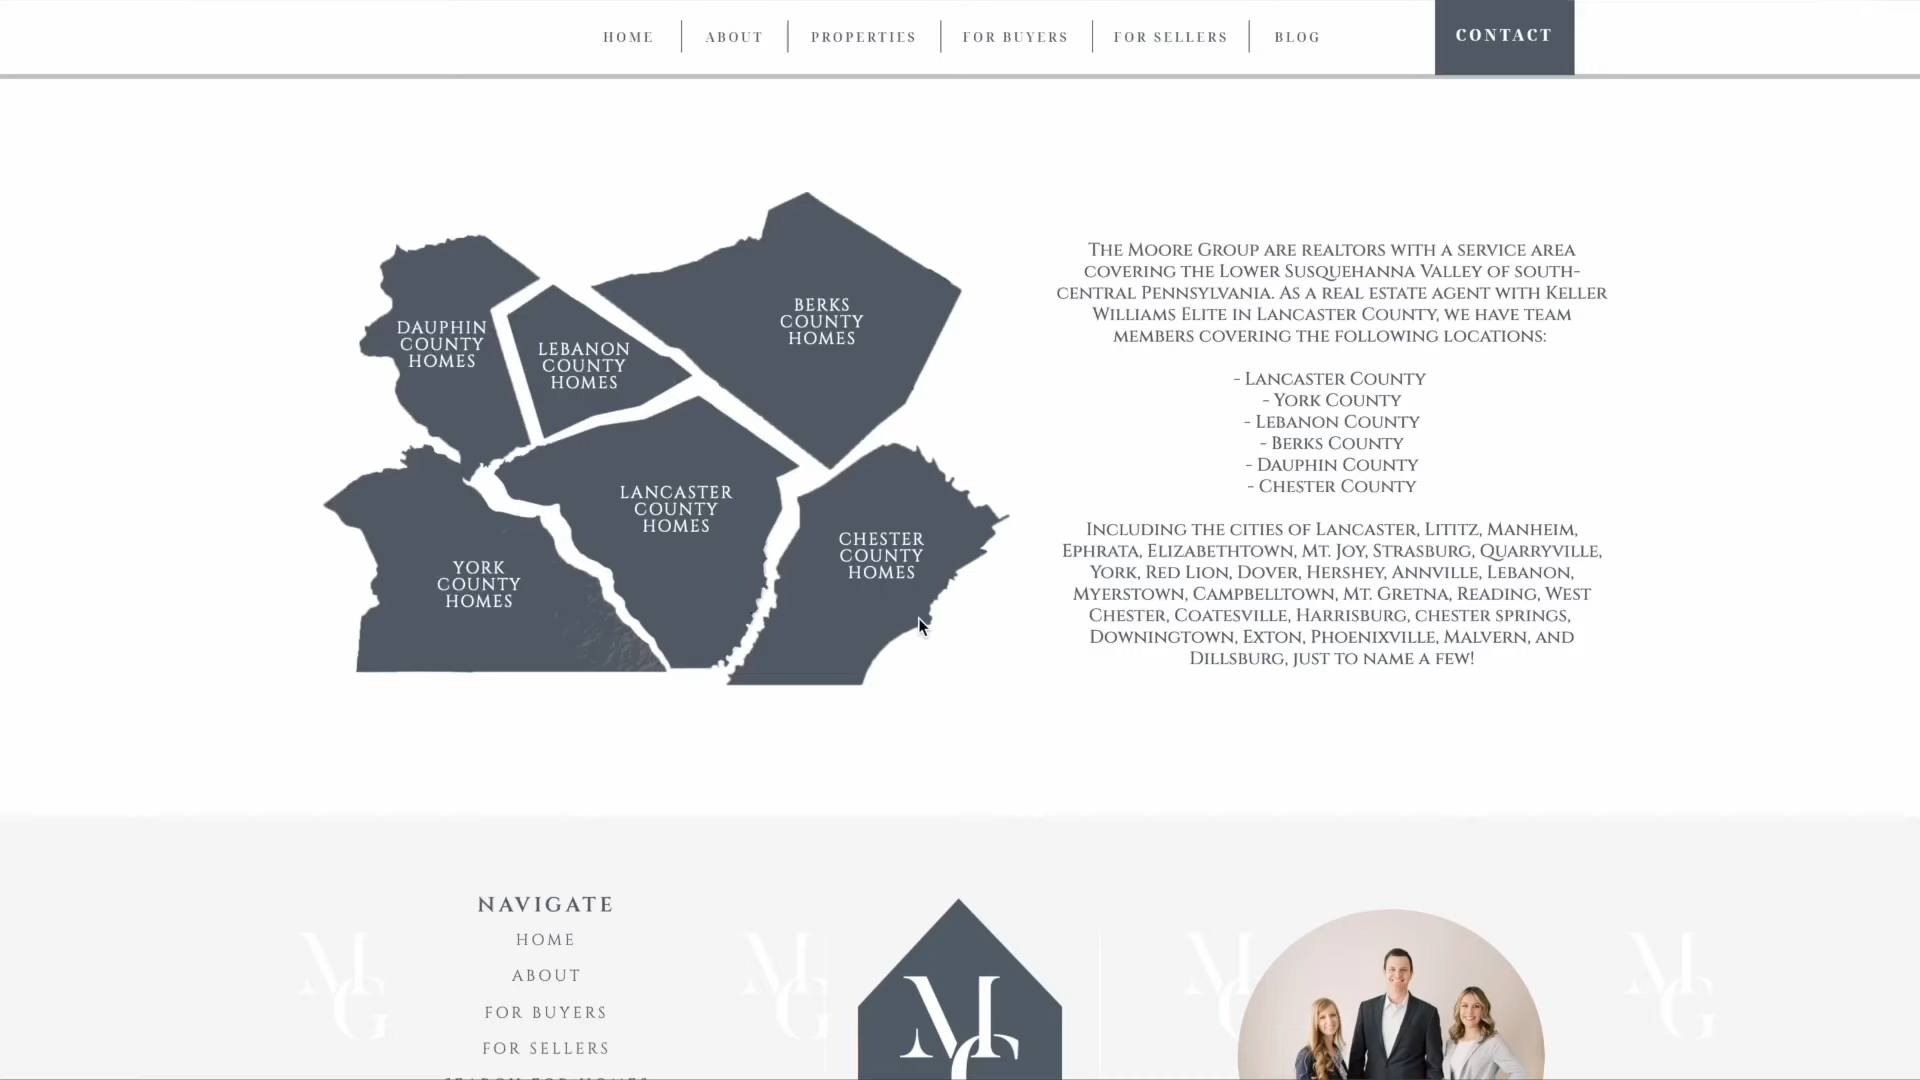 HOME
ABOUT
PROPERTIES
FOR BUYERS
FOR SELLERS
BLOG
CONTACT
DAUPHIN
COUNTY
HOMES
LEBANON
COUNTY
HOMES
BERKS
COUNTY
HOMES
LANCASTER
COUNTY
HOMES
YORK
COUNTY
HOMES
CHESTER
COUNTY
HOMES
The Moore Group are realtors with a service area
covering the Lower Susquehanna Valley of south-
central Pennsylvania. As a real estate agent with Keller
Williams Elite in Lancaster County, we have team
members covering the following locations:
- Lancaster County
- York County
- Lebanon County
- Berks County
- Dauphin County
- Chester County
Including the cities of Lancaster, Lititz, Manheim,
Ephrata, Elizabethtown, Mt. Joy, Strasburg, Quarryville,
York, Red Lion, Dover, Hershey, Annville, Lebanon,
Myerstown, Campbelltown, Mt. Gretna, Reading, West
Chester, Coatesville, Harrisburg, chester springs,
Downingtown, Exton, Phoenixville, Malvern, and
Dillsburg, just to name a few!
NAVIGATE
HOME
ABOUT
FOR BUYERS
FOR SELLERS
MG
MG
MG
MG
MG